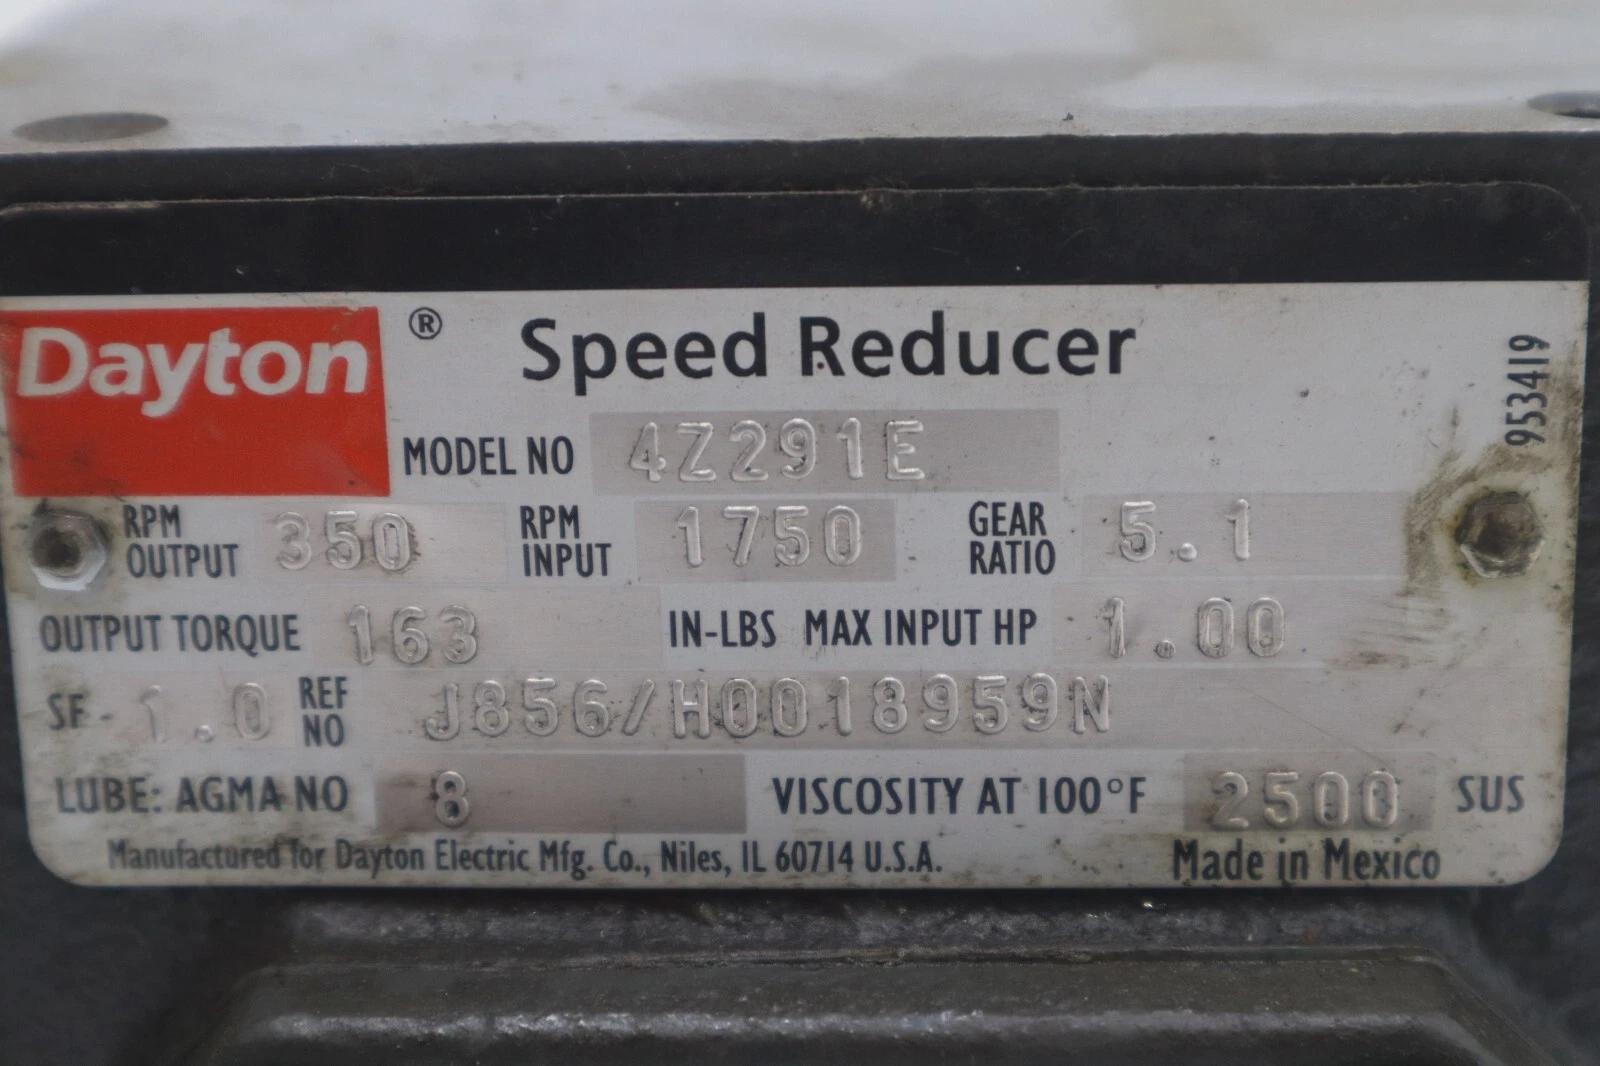 Dayton® Speed Reducer
953419
MODEL NO 4Z291E
RPM OUTPUT 350 RPM INPUT 1750 GEAR RATIO 5.1
OUTPUT TORQUE 163 IN-LBS MAX INPUT HP 1.00
SF - 1.0 REF NO J856/H0018959N
LUBE: AGMA NO 8 VISCOSITY AT 100°F 2500 SUS
Manufactured for Dayton Electric Mfg. Co., Niles, IL 60714 U.S.A. Made in Mexico